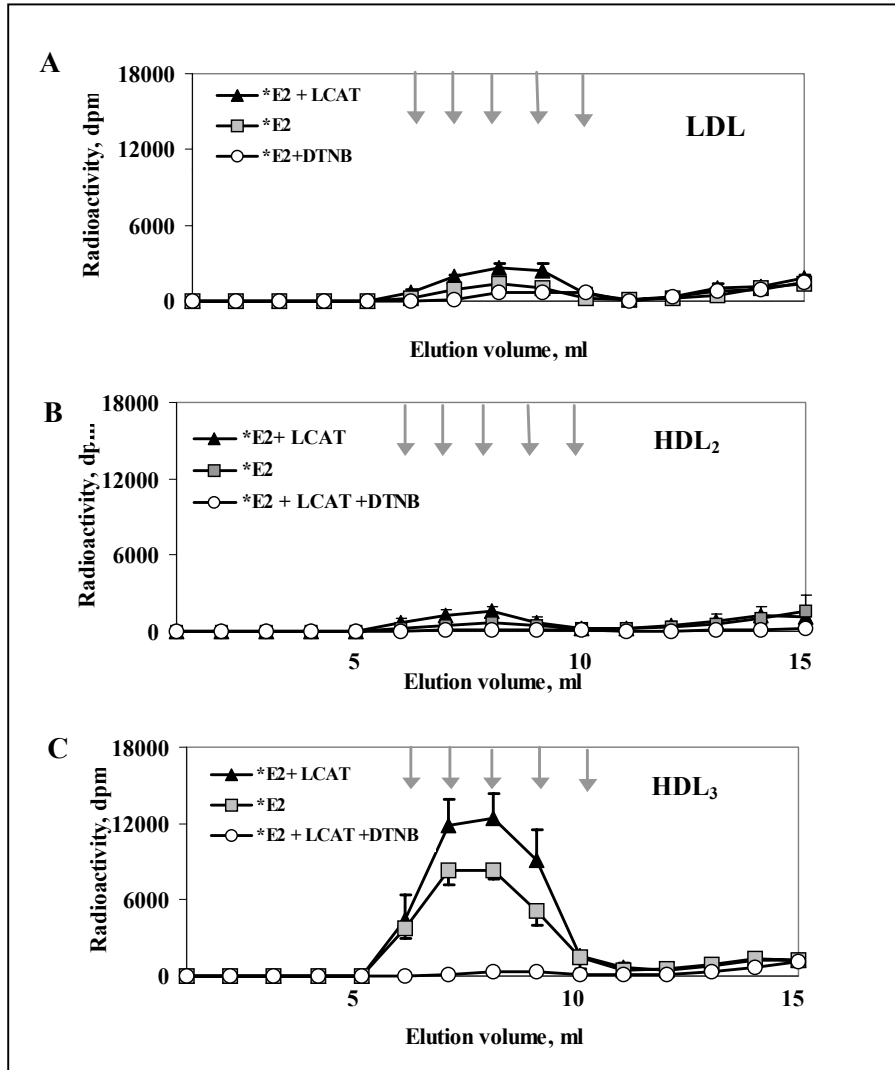 A
18000
12000
6000
0
Radioactivity, dpm
*E2 + LCAT
*E2
*E2+DTNB
LDL
Elution volume, ml
B
18000
12000
6000
0
Radioactivity,
*E2+ LCAT
*E2
*E2 + LCAT +DTNB
HDL2
5
10
15
Elution volume, ml
C
18000
12000
6000
0
Radioactivity, dpm
*E2+ LCAT
*E2
*E2 + LCAT +DTNB
HDL3
5
10
15
Elution volume, ml